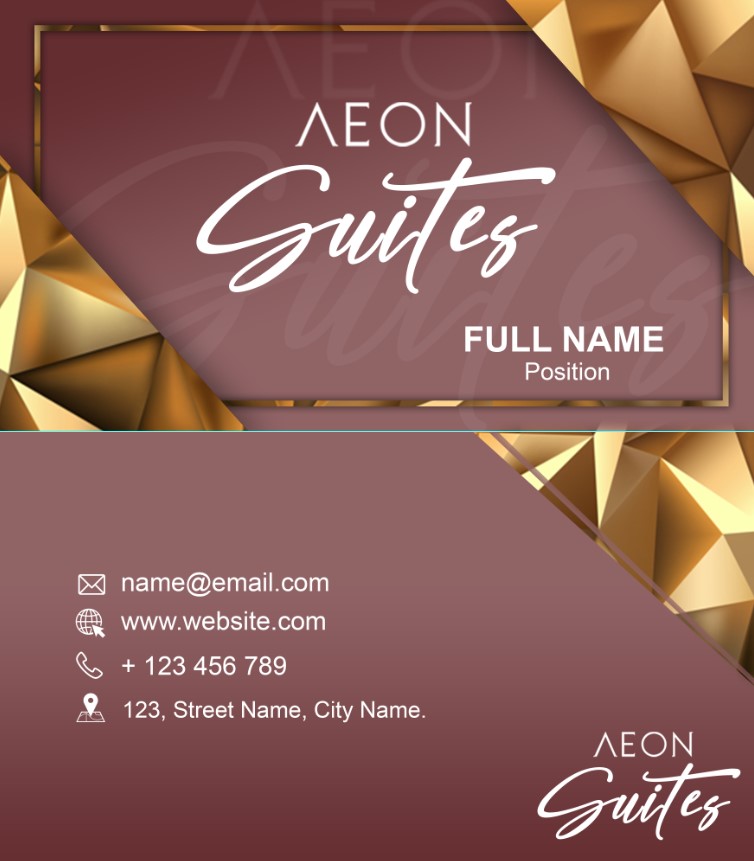 AEON
Suites
FULL NAME
Position
name@email.com
www.website.com
+ 123 456 789
123, Street Name, City Name.
AEON
Suites